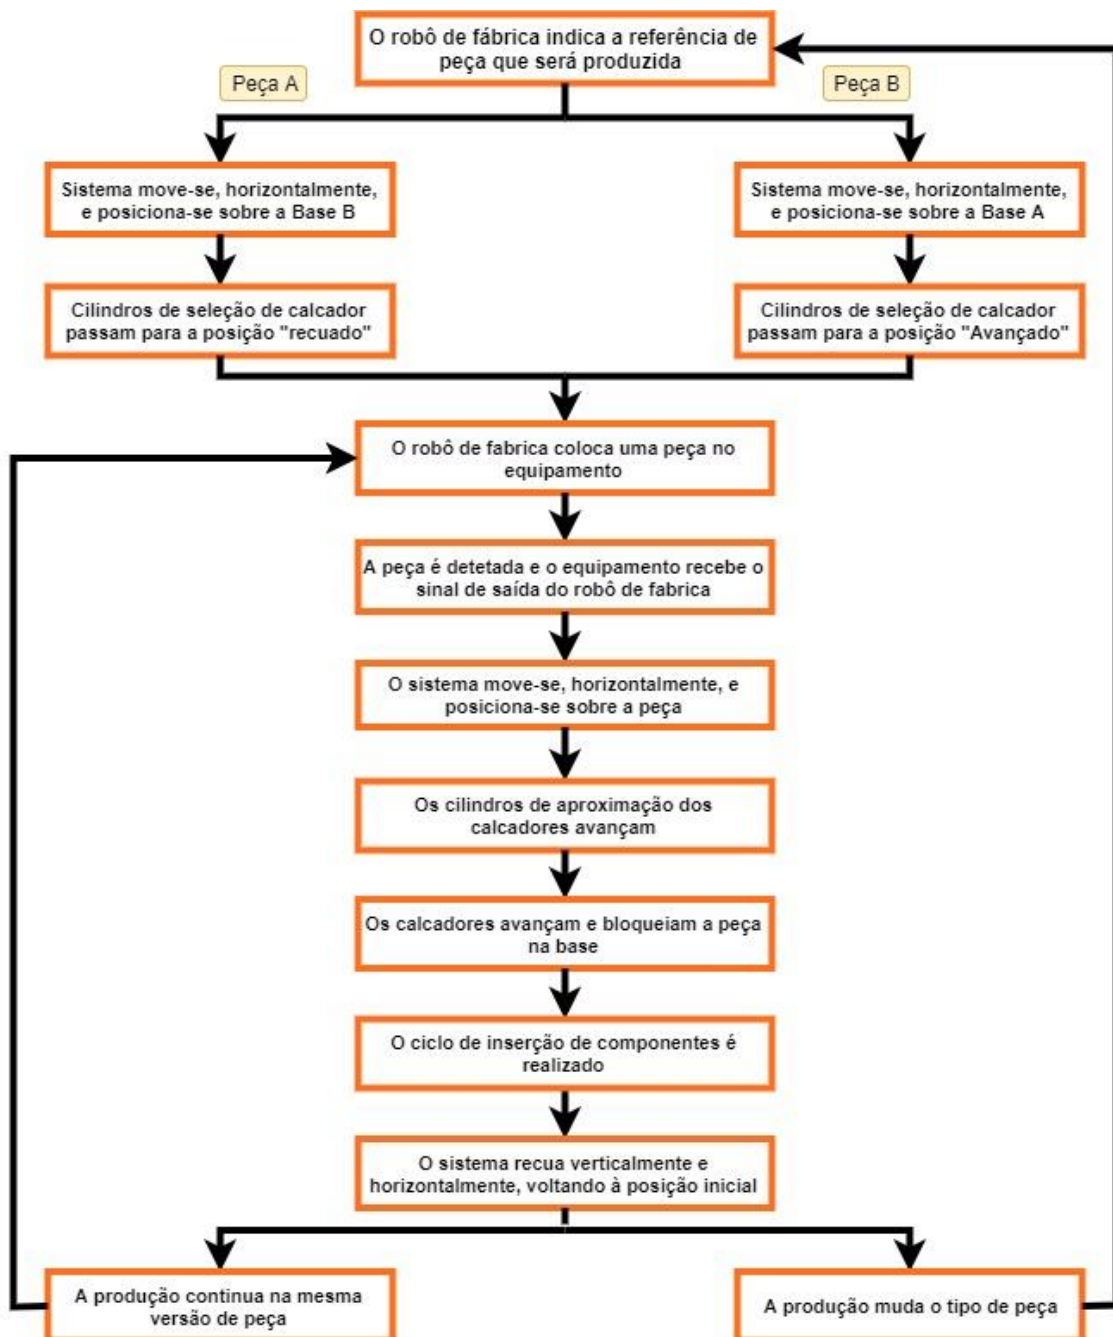 O robô de fábrica indica a referência de
peça que será produzida
Peça A
Peça B
Sistema move-se, horizontalmente,
e posiciona-se sobre a Base B
Sistema move-se, horizontalmente,
e posiciona-se sobre a Base A
Cilindros de seleção de calcador
passam para a posição "recuado"
Cilindros de seleção de calcador
passam para a posição "Avançado"
O robô de fabrica coloca uma peça no
equipamento
A peça é detetada e o equipamento recebe o
sinal de saída do robô de fabrica
O sistema move-se, horizontalmente, e
posiciona-se sobre a peça
Os cilindros de aproximação dos
calcadores avançam
Os calcadores avançam e bloqueiam a peça
na base
O ciclo de inserção de componentes é
realizado
O sistema recua verticalmente e
horizontalmente, voltando à posição inicial
A produção continua na mesma
versão de peça
A produção muda o tipo de peça